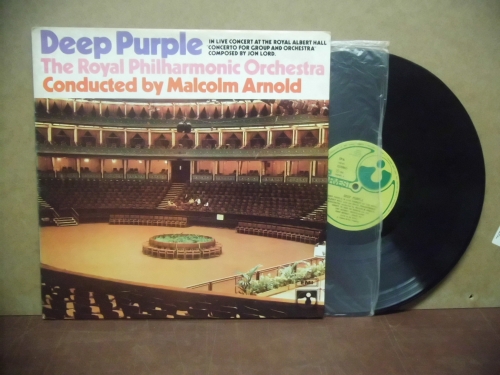 Deep Purple
IN LIVE CONCERT AT THE ROYAL ALBERT HALL
CONCERTO FOR GROUP AND ORCHESTRA
COMPOSED BY JON LORD.
The Royal Philharmonic Orchestra
Conducted by Malcolm Arnold